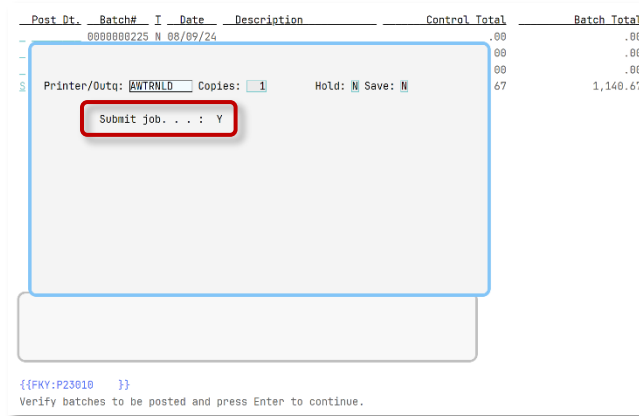 Post Dt. Batch# T Date Description Control Total Batch Total
0000000225 N 08/09/24 .00 .00
00 .00
00 .00
S 67 1,140.67
Printer/Outq: AWTRNLD Copies: 1 Hold: N Save: N
Submit job. . . : Y
{{FKY:P23010 }}
Verify batches to be posted and press Enter to continue.